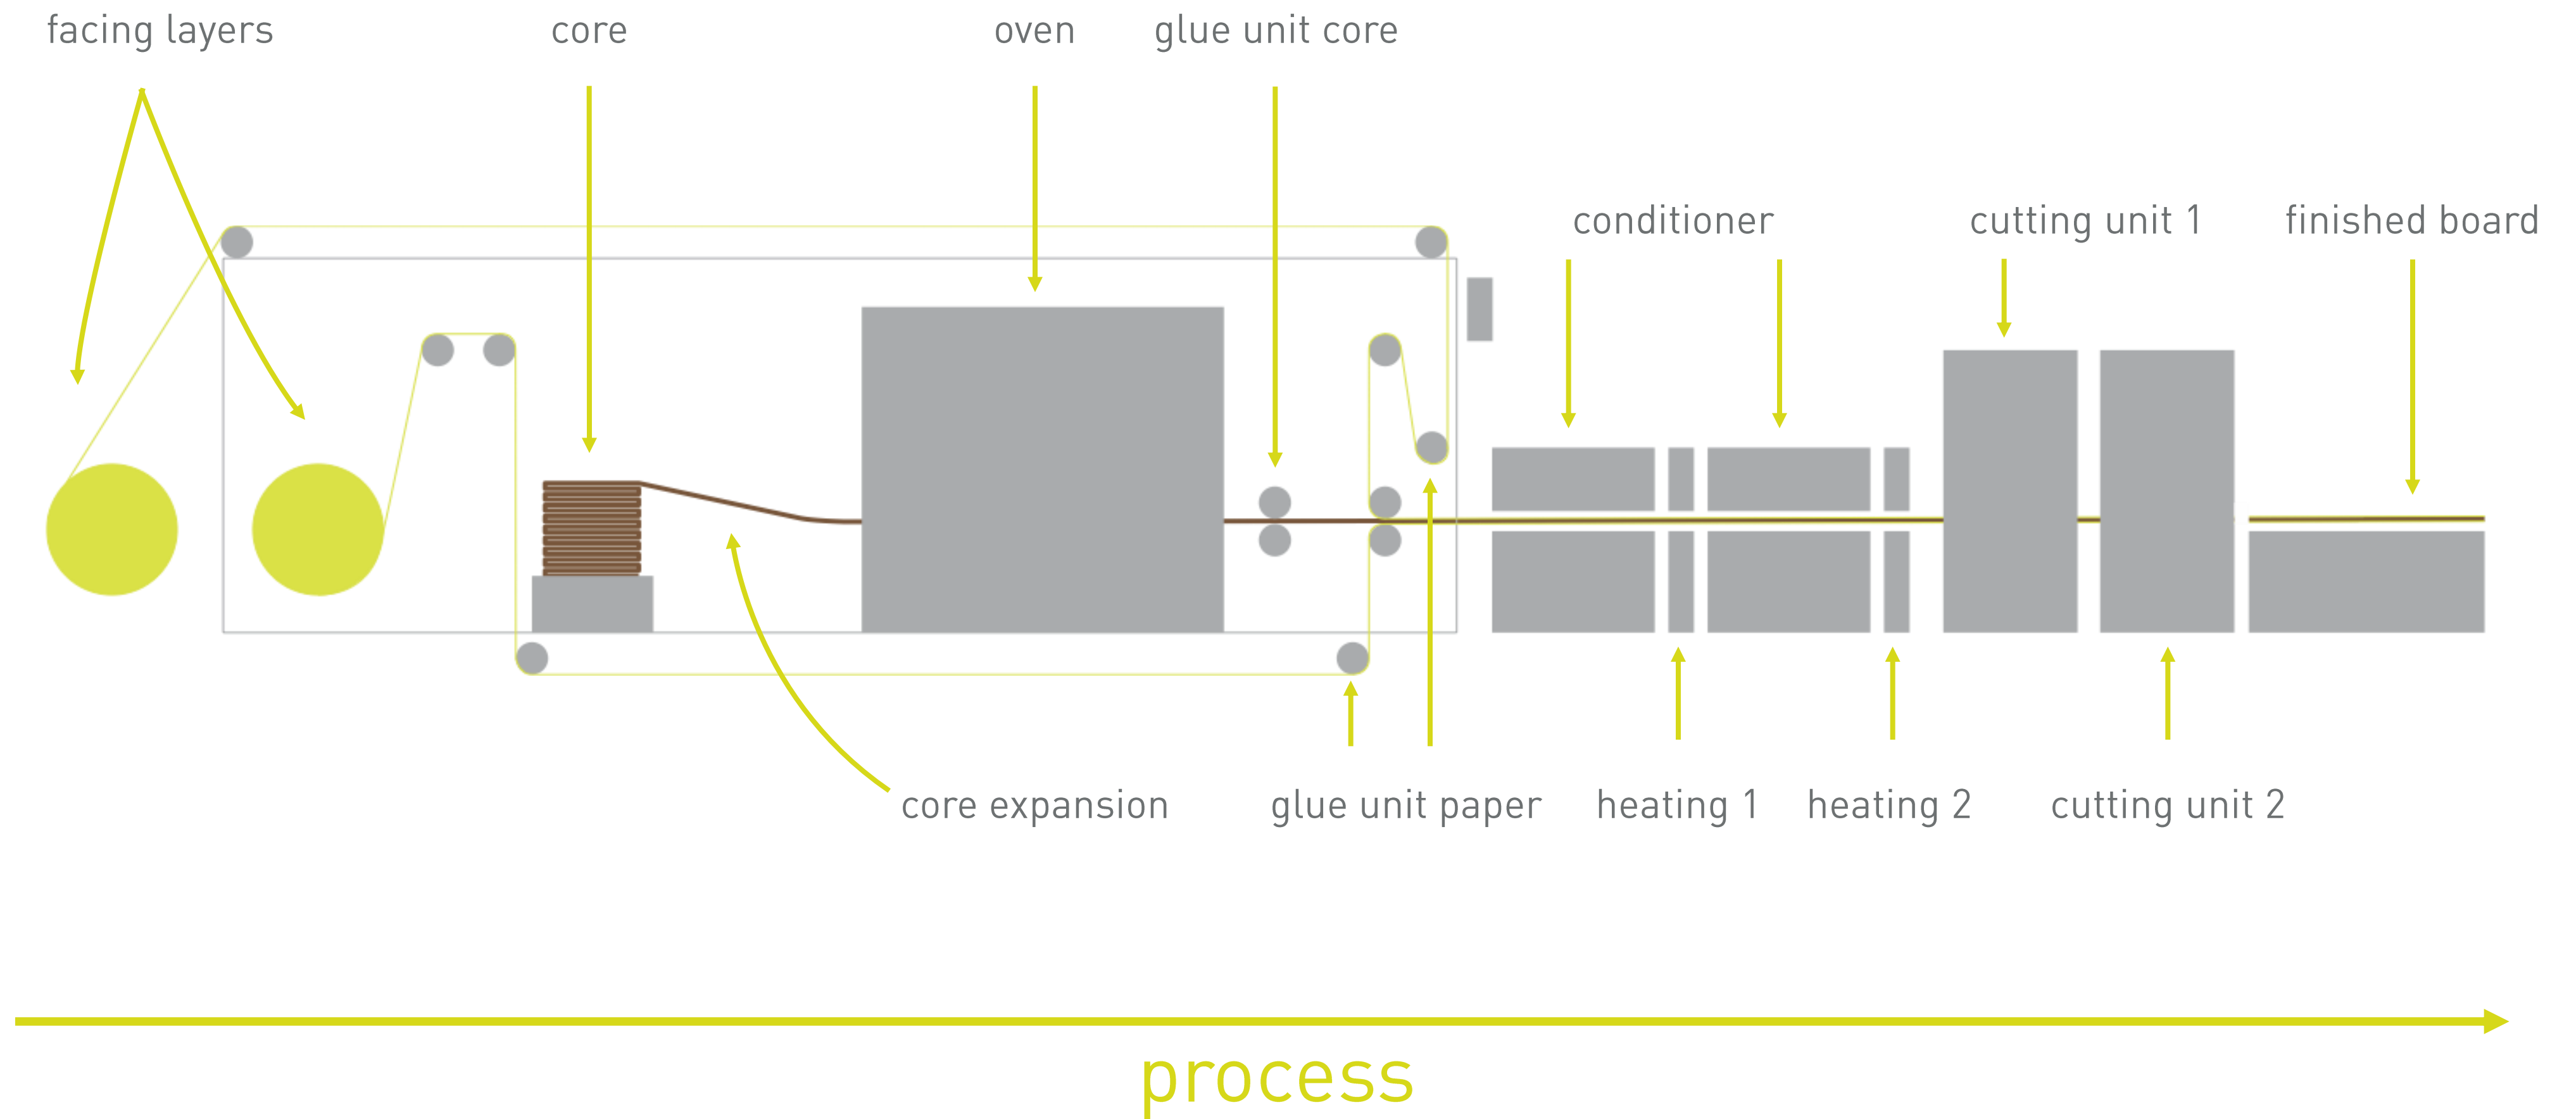 facing layers
core
oven
glue unit core
conditioner
cutting unit 1
finished board
core expansion
glue unit paper
heating 1
heating 2
cutting unit 2
process